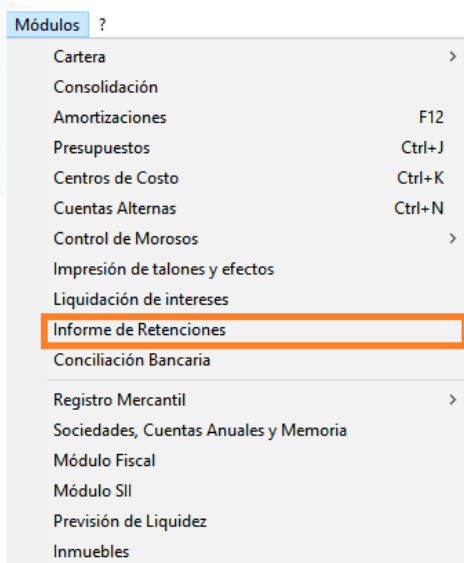 Módulos ?
Cartera >
Consolidación
Amortizaciones F12
Presupuestos Ctrl+J
Centros de Costo Ctrl+K
Cuentas Alternas Ctrl+N
Control de Morosos >
Impresión de talones y efectos
Liquidación de intereses
Informe de Retenciones
Conciliación Bancaria
Registro Mercantil >
Sociedades, Cuentas Anuales y Memoria
Módulo Fiscal
Módulo SII
Previsión de Liquidez
Inmuebles